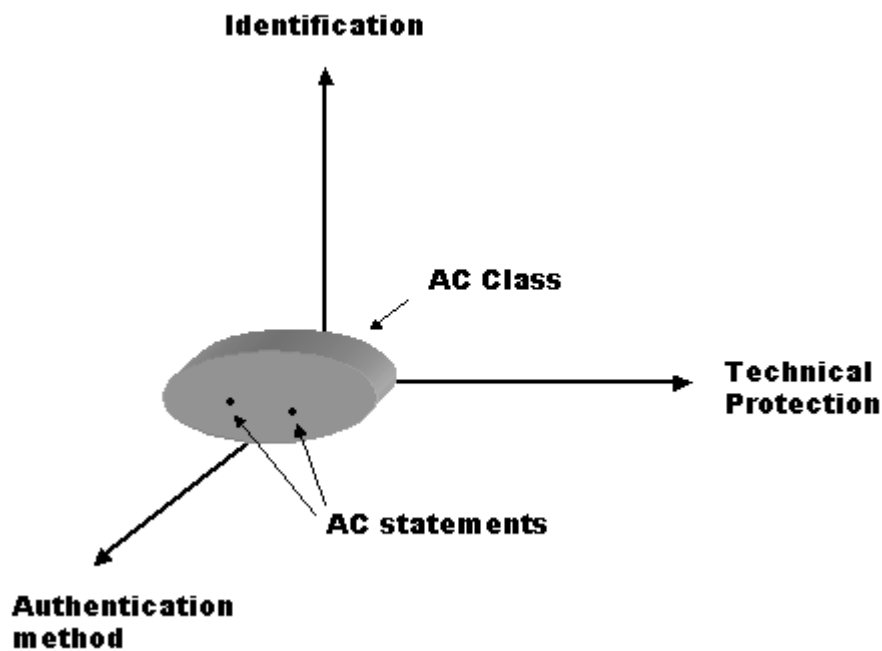 Identification
AC Class
Technical
Protection
AC statements
Authentication
method